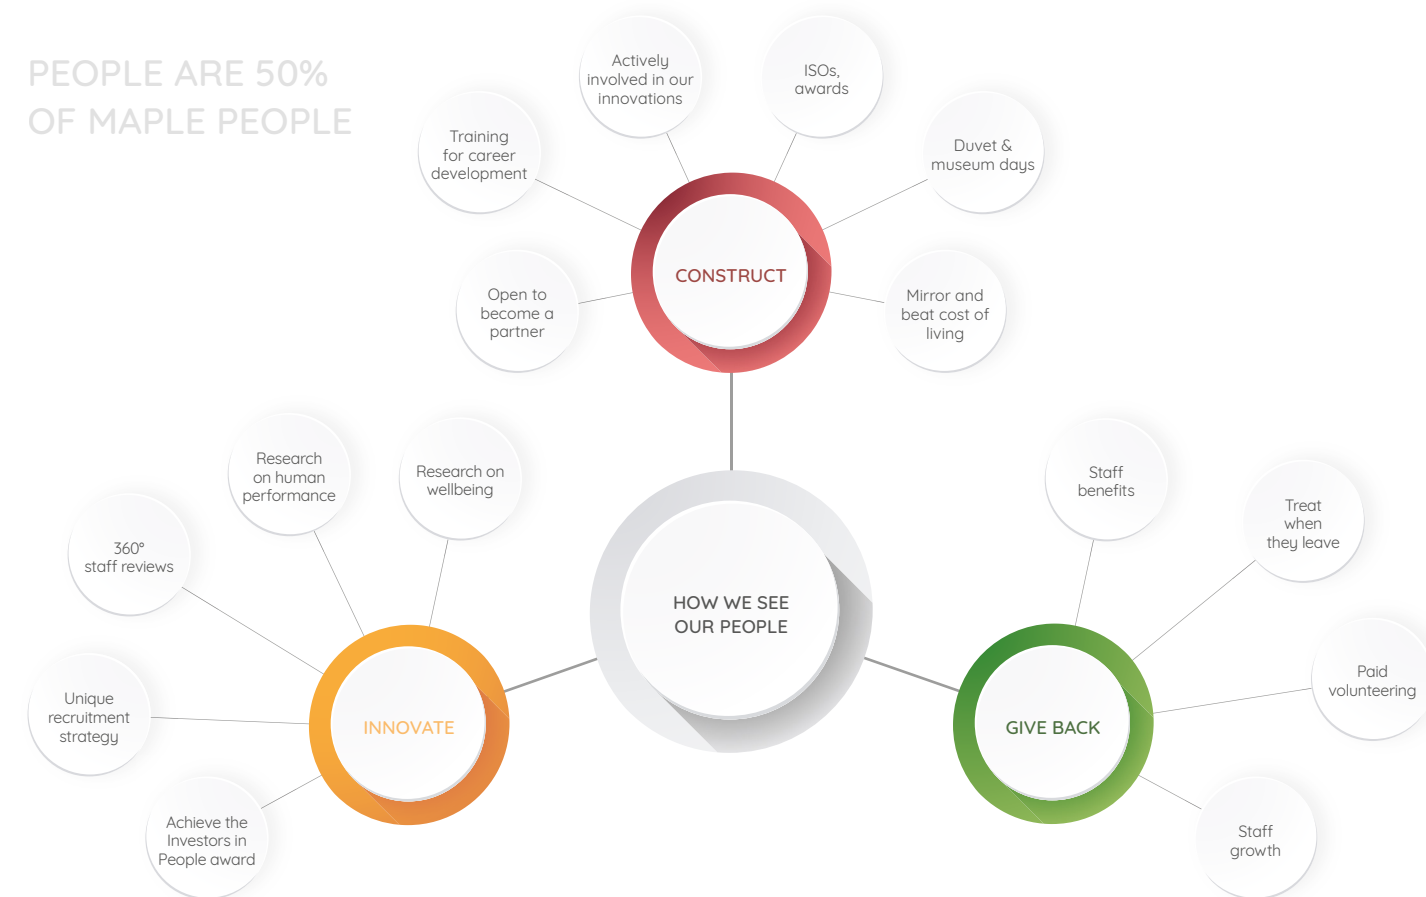 PEOPLE ARE 50%
OF MAPLE PEOPLE
Actively
involved in our
innovations
ISOs,
awards
Training
for career
development
Duvet &
museum days
Open to
become a
partner
CONSTRUCT
Mirror and
beat cost of
living
Research
on human
performance
Research on
wellbeing
360°
staff reviews
Unique
recruitment
strategy
Achieve the
Investors in
People award
INNOVATE
HOW WE SEE
OUR PEOPLE
Staff
benefits
Treat
when
they leave
Paid
volunteering
GIVE BACK
Staff
growth